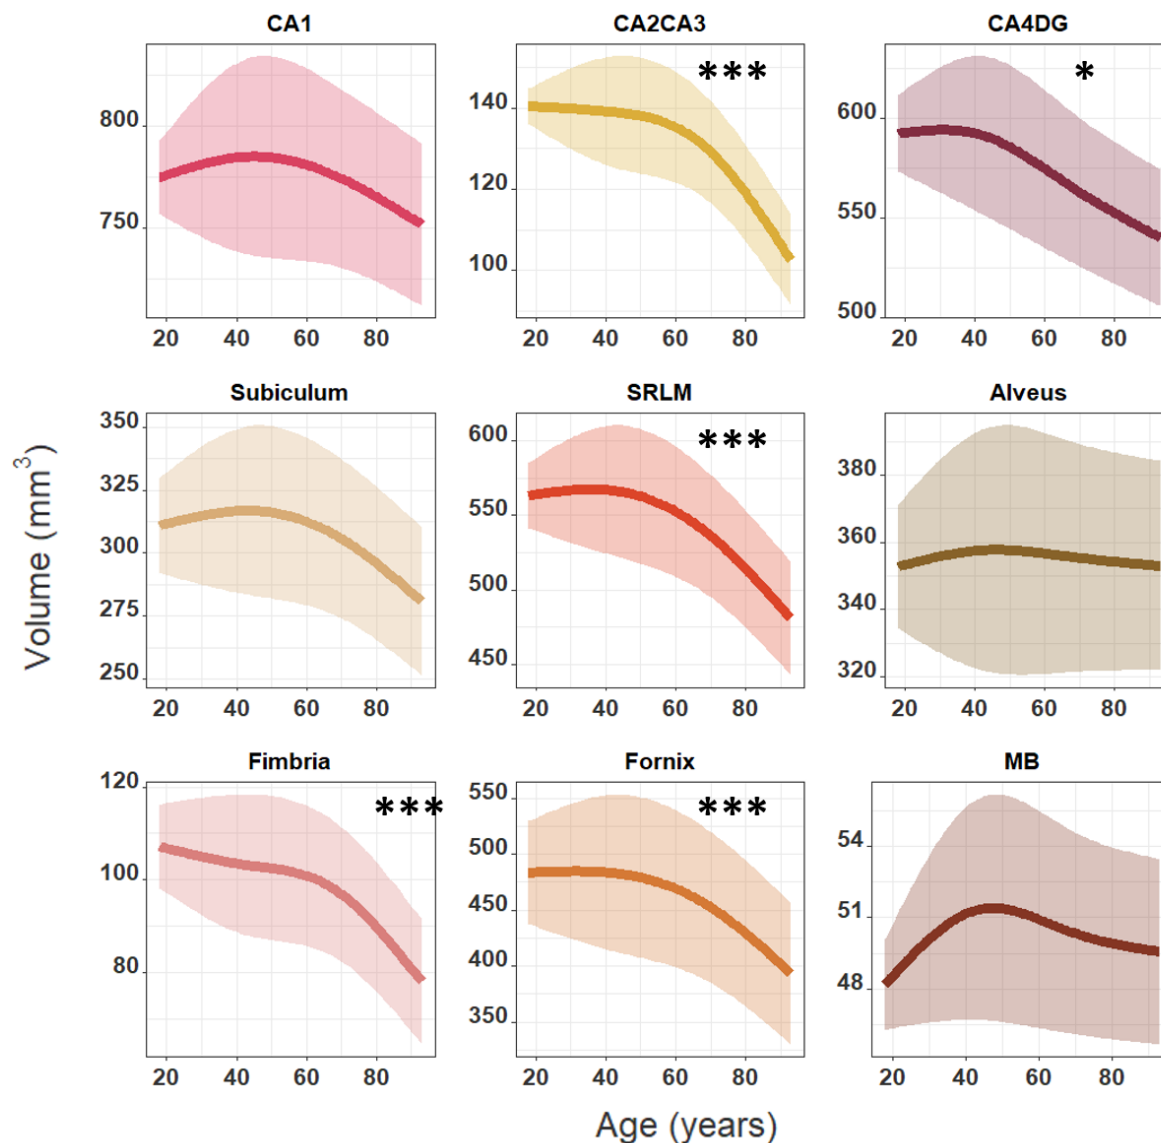 CA1 CA2CA3 CA4DG
800 140 600
750 120 550
100 500
20 40 60 80 20 40 60 80 20 40 60 80
*** *
Subiculum SRLM Alveus
350 600 380
325 550 360
300 500 340
275 450 320
250
20 40 60 80 20 40 60 80 20 40 60 80
***
Fimbria Fornix MB
120 550 54
100 500 51
80 450 48
400
350
20 40 60 80 20 40 60 80 20 40 60 80
*** ***
Volume (mm³)
Age (years)